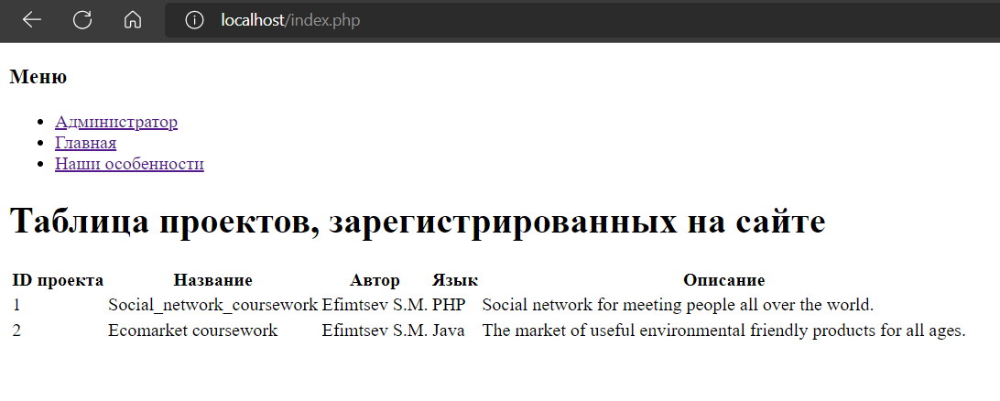 localhost/index.php
Меню
Администратор
Главная
Наши особенности
Таблица проектов, зарегистрированных на сайте
ID проекта Название Автор Язык Описание
1 Social_network_coursework Efimtsev S.M. PHP Social network for meeting people all over the world.
2 Ecomarket coursework Efimtsev S.M. Java The market of useful environmental friendly products for all ages.